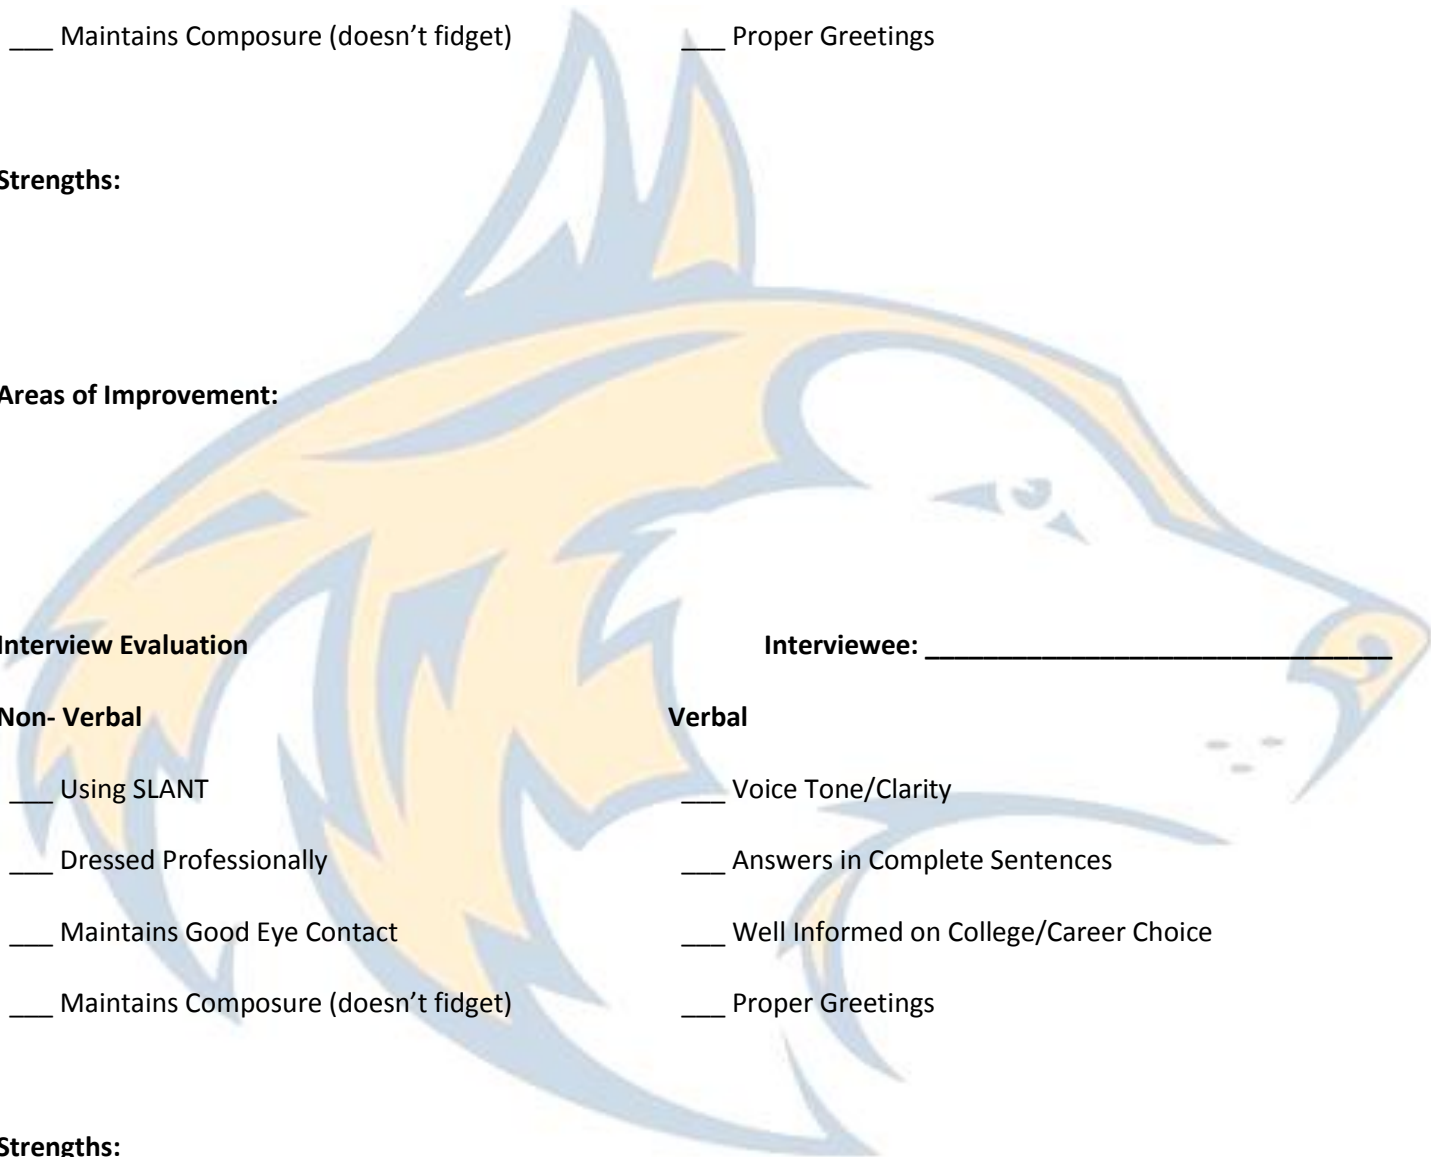 ___ Maintains Composure (doesn’t fidget) ___ Proper Greetings
Strengths:
Areas of Improvement:
Interview Evaluation Interviewee: ________________________________
Non- Verbal Verbal
___ Using SLANT ___ Voice Tone/Clarity
___ Dressed Professionally ___ Answers in Complete Sentences
___ Maintains Good Eye Contact ___ Well Informed on College/Career Choice
___ Maintains Composure (doesn’t fidget) ___ Proper Greetings
Strengths: